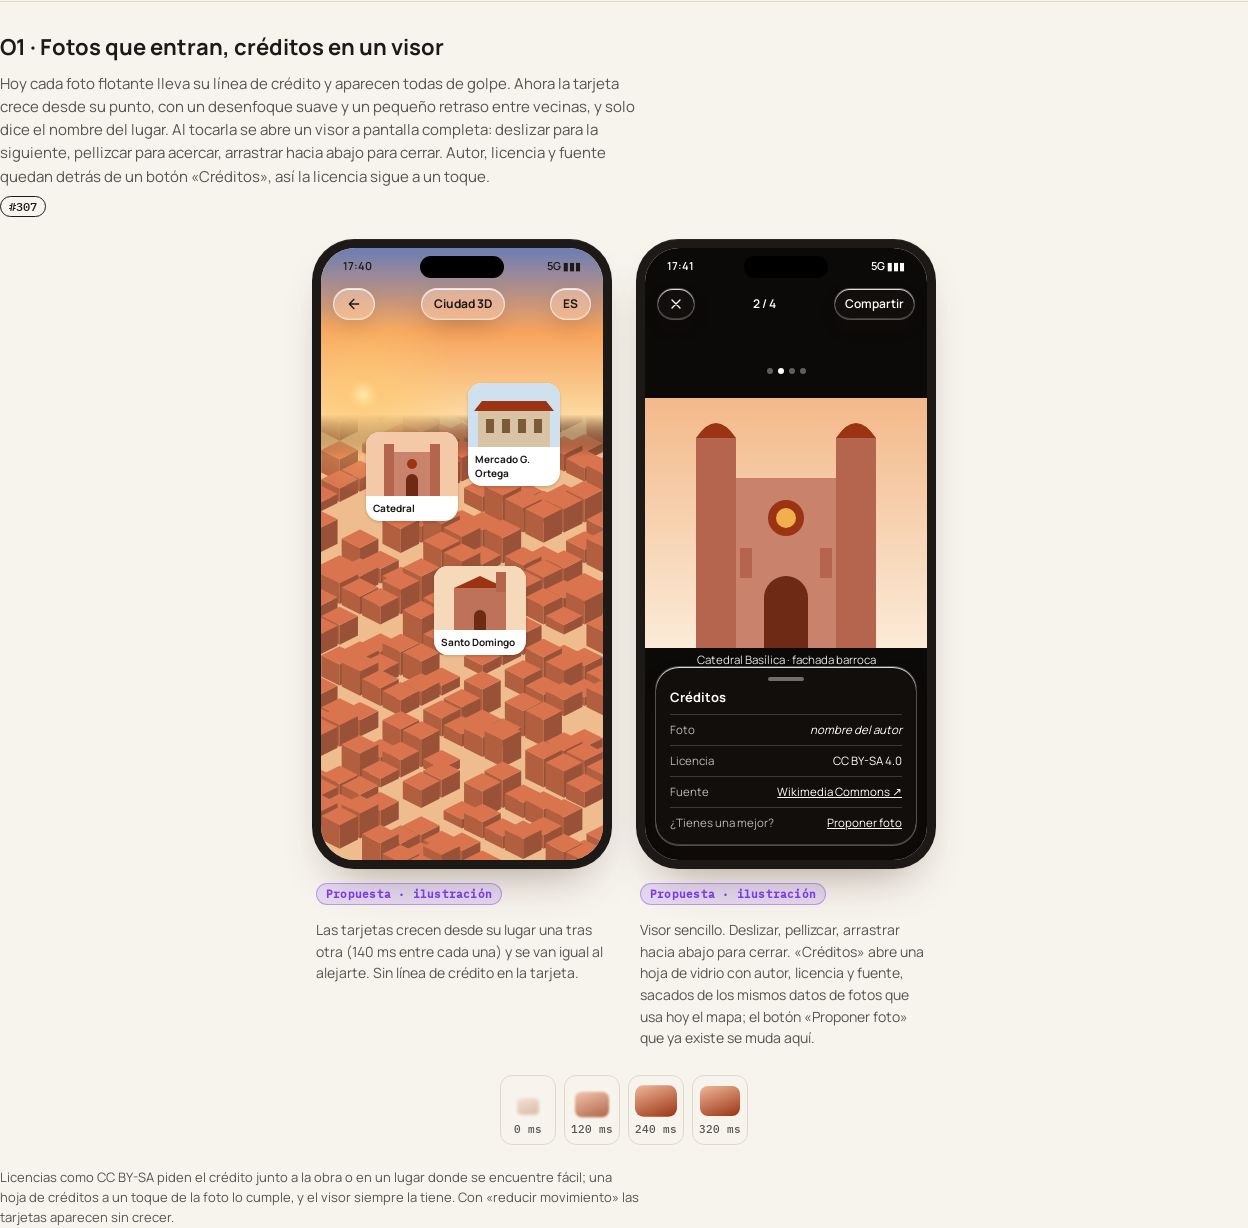 O1 · Fotos que entran, créditos en un visor
Hoy cada foto flotante lleva su línea de crédito y aparecen todas de golpe. Ahora la tarjeta
crece desde su punto, con un desenfoque suave y un pequeño retraso entre vecinas, y solo
dice el nombre del lugar. Al tocarla se abre un visor a pantalla completa: deslizar para la
siguiente, pellizcar para acercar, arrastrar hacia abajo para cerrar. Autor, licencia y fuente
quedan detrás de un botón «Créditos», así la licencia sigue a un toque.
#307
17:40
5G
Ciudad 3D
ES
Mercado G.
Ortega
Catedral
Santo Domingo
17:41
5G
2 / 4
Compartir
Catedral Basílica · fachada barroca
Créditos
Foto nombre del autor
Licencia CC BY-SA 4.0
Fuente Wikimedia Commons ↗
¿Tienes una mejor? Proponer foto
Propuesta · ilustración
Las tarjetas crecen desde su lugar una tras
otra (140 ms entre cada una) y se van igual al
alejarte. Sin línea de crédito en la tarjeta.
Propuesta · ilustración
Visor sencillo. Deslizar, pellizcar, arrastrar
hacia abajo para cerrar. «Créditos» abre una
hoja de vidrio con autor, licencia y fuente,
sacados de los mismos datos de fotos que
usa hoy el mapa; el botón «Proponer foto»
que ya existe se muda aquí.
0 ms
120 ms
240 ms
320 ms
Licencias como CC BY-SA piden el crédito junto a la obra o en un lugar donde se encuentre fácil; una
hoja de créditos a un toque de la foto lo cumple, y el visor siempre la tiene. Con «reducir movimiento» las
tarjetas aparecen sin crecer.